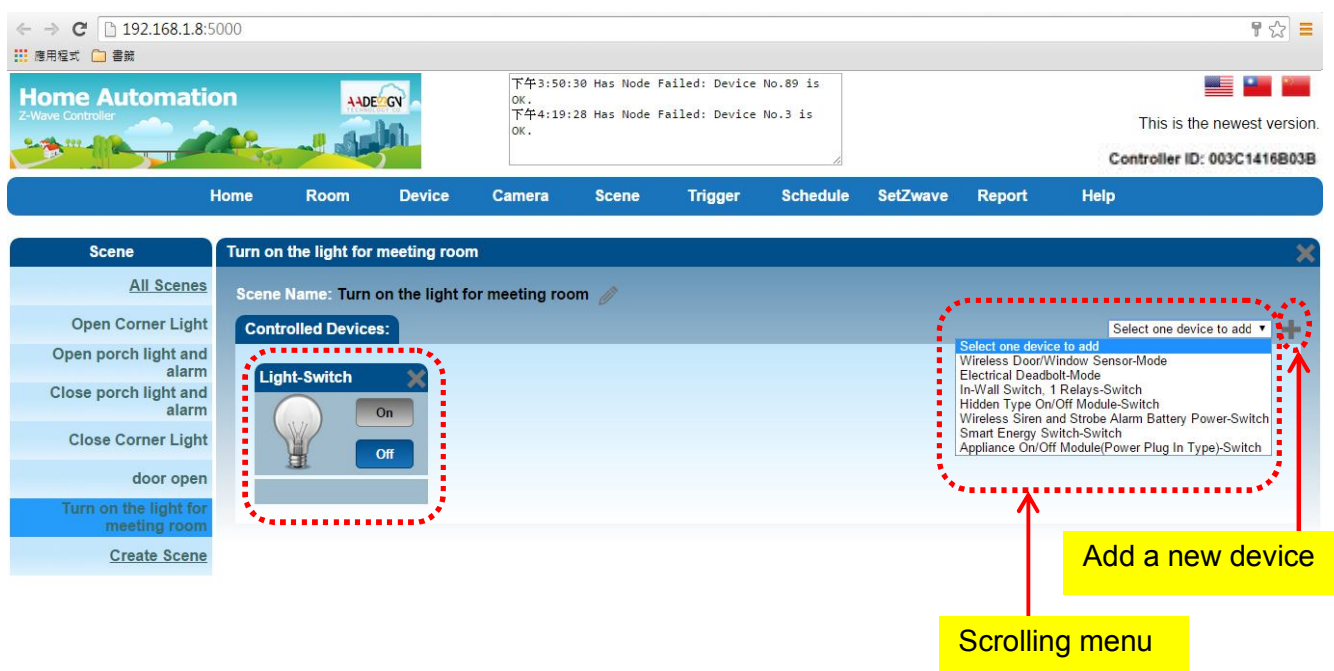 192.168.1.8:5000
應用程式 書籤
Home Automation
Z-Wave Controller
AADESIGN
TECHNOLOGY CO.
下午3:50:30 Has Node Failed: Device No.89 is
OK.
下午4:19:28 Has Node Failed: Device No.3 is
OK.
This is the newest version.
Controller ID: 003C1416B03B
Home Room Device Camera Scene Trigger Schedule SetZwave Report Help
Scene
All Scenes
Open Corner Light
Open porch light and
alarm
Close porch light and
alarm
Close Corner Light
door open
Turn on the light for
meeting room
Create Scene
Turn on the light for meeting room
Scene Name: Turn on the light for meeting room
Controlled Devices:
Light-Switch
On
Off
Select one device to add
Select one device to add
Wireless Door/Window Sensor-Mode
Electrical Deadbolt-Mode
In-Wall Switch, 1 Relays-Switch
Hidden Type On/Off Module-Switch
Wireless Siren and Strobe Alarm Battery Power-Switch
Smart Energy Switch-Switch
Appliance On/Off Module(Power Plug In Type)-Switch
Add a new device
Scrolling menu